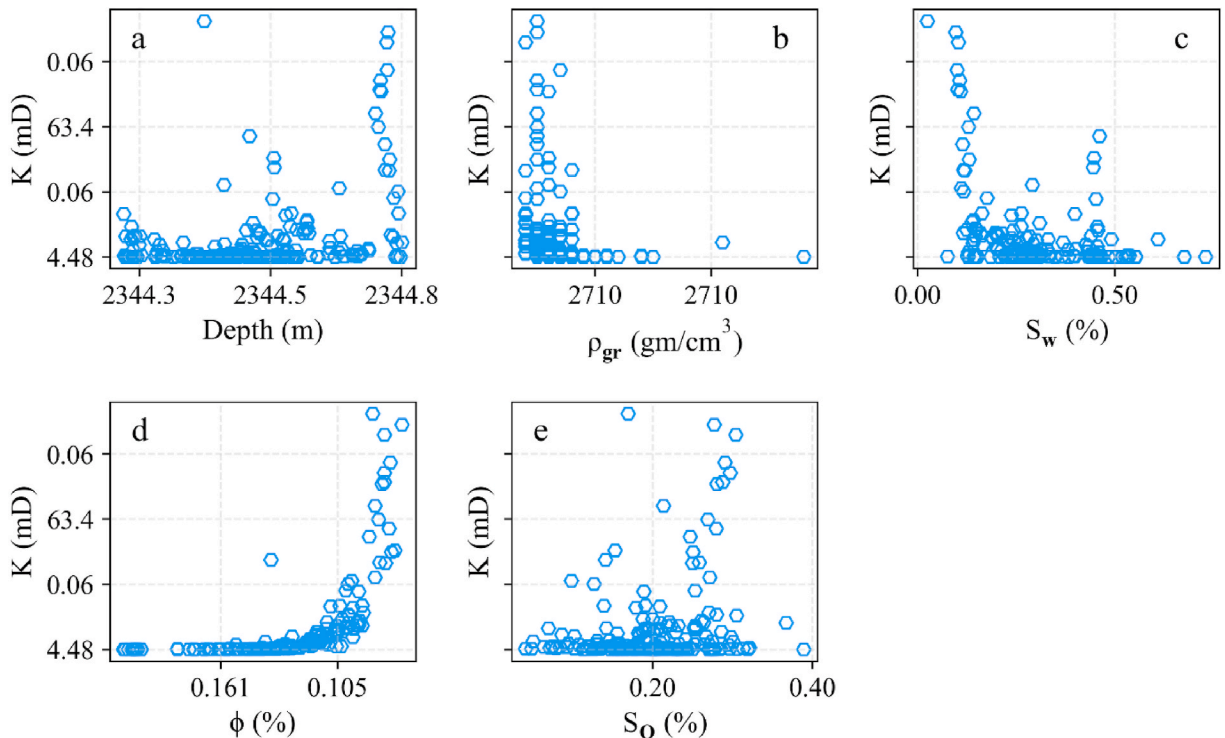 a
K (mD)
0.06
63.4
0.06
4.48
2344.3 2344.5 2344.8
Depth (m)
b
K (mD)
2710 2710
ρgr (gm/cm³)
c
K (mD)
0.00 0.50
Sw (%)
d
K (mD)
0.06
63.4
0.06
4.48
0.161 0.105
ϕ (%)
e
K (mD)
0.20 0.40
SO (%)